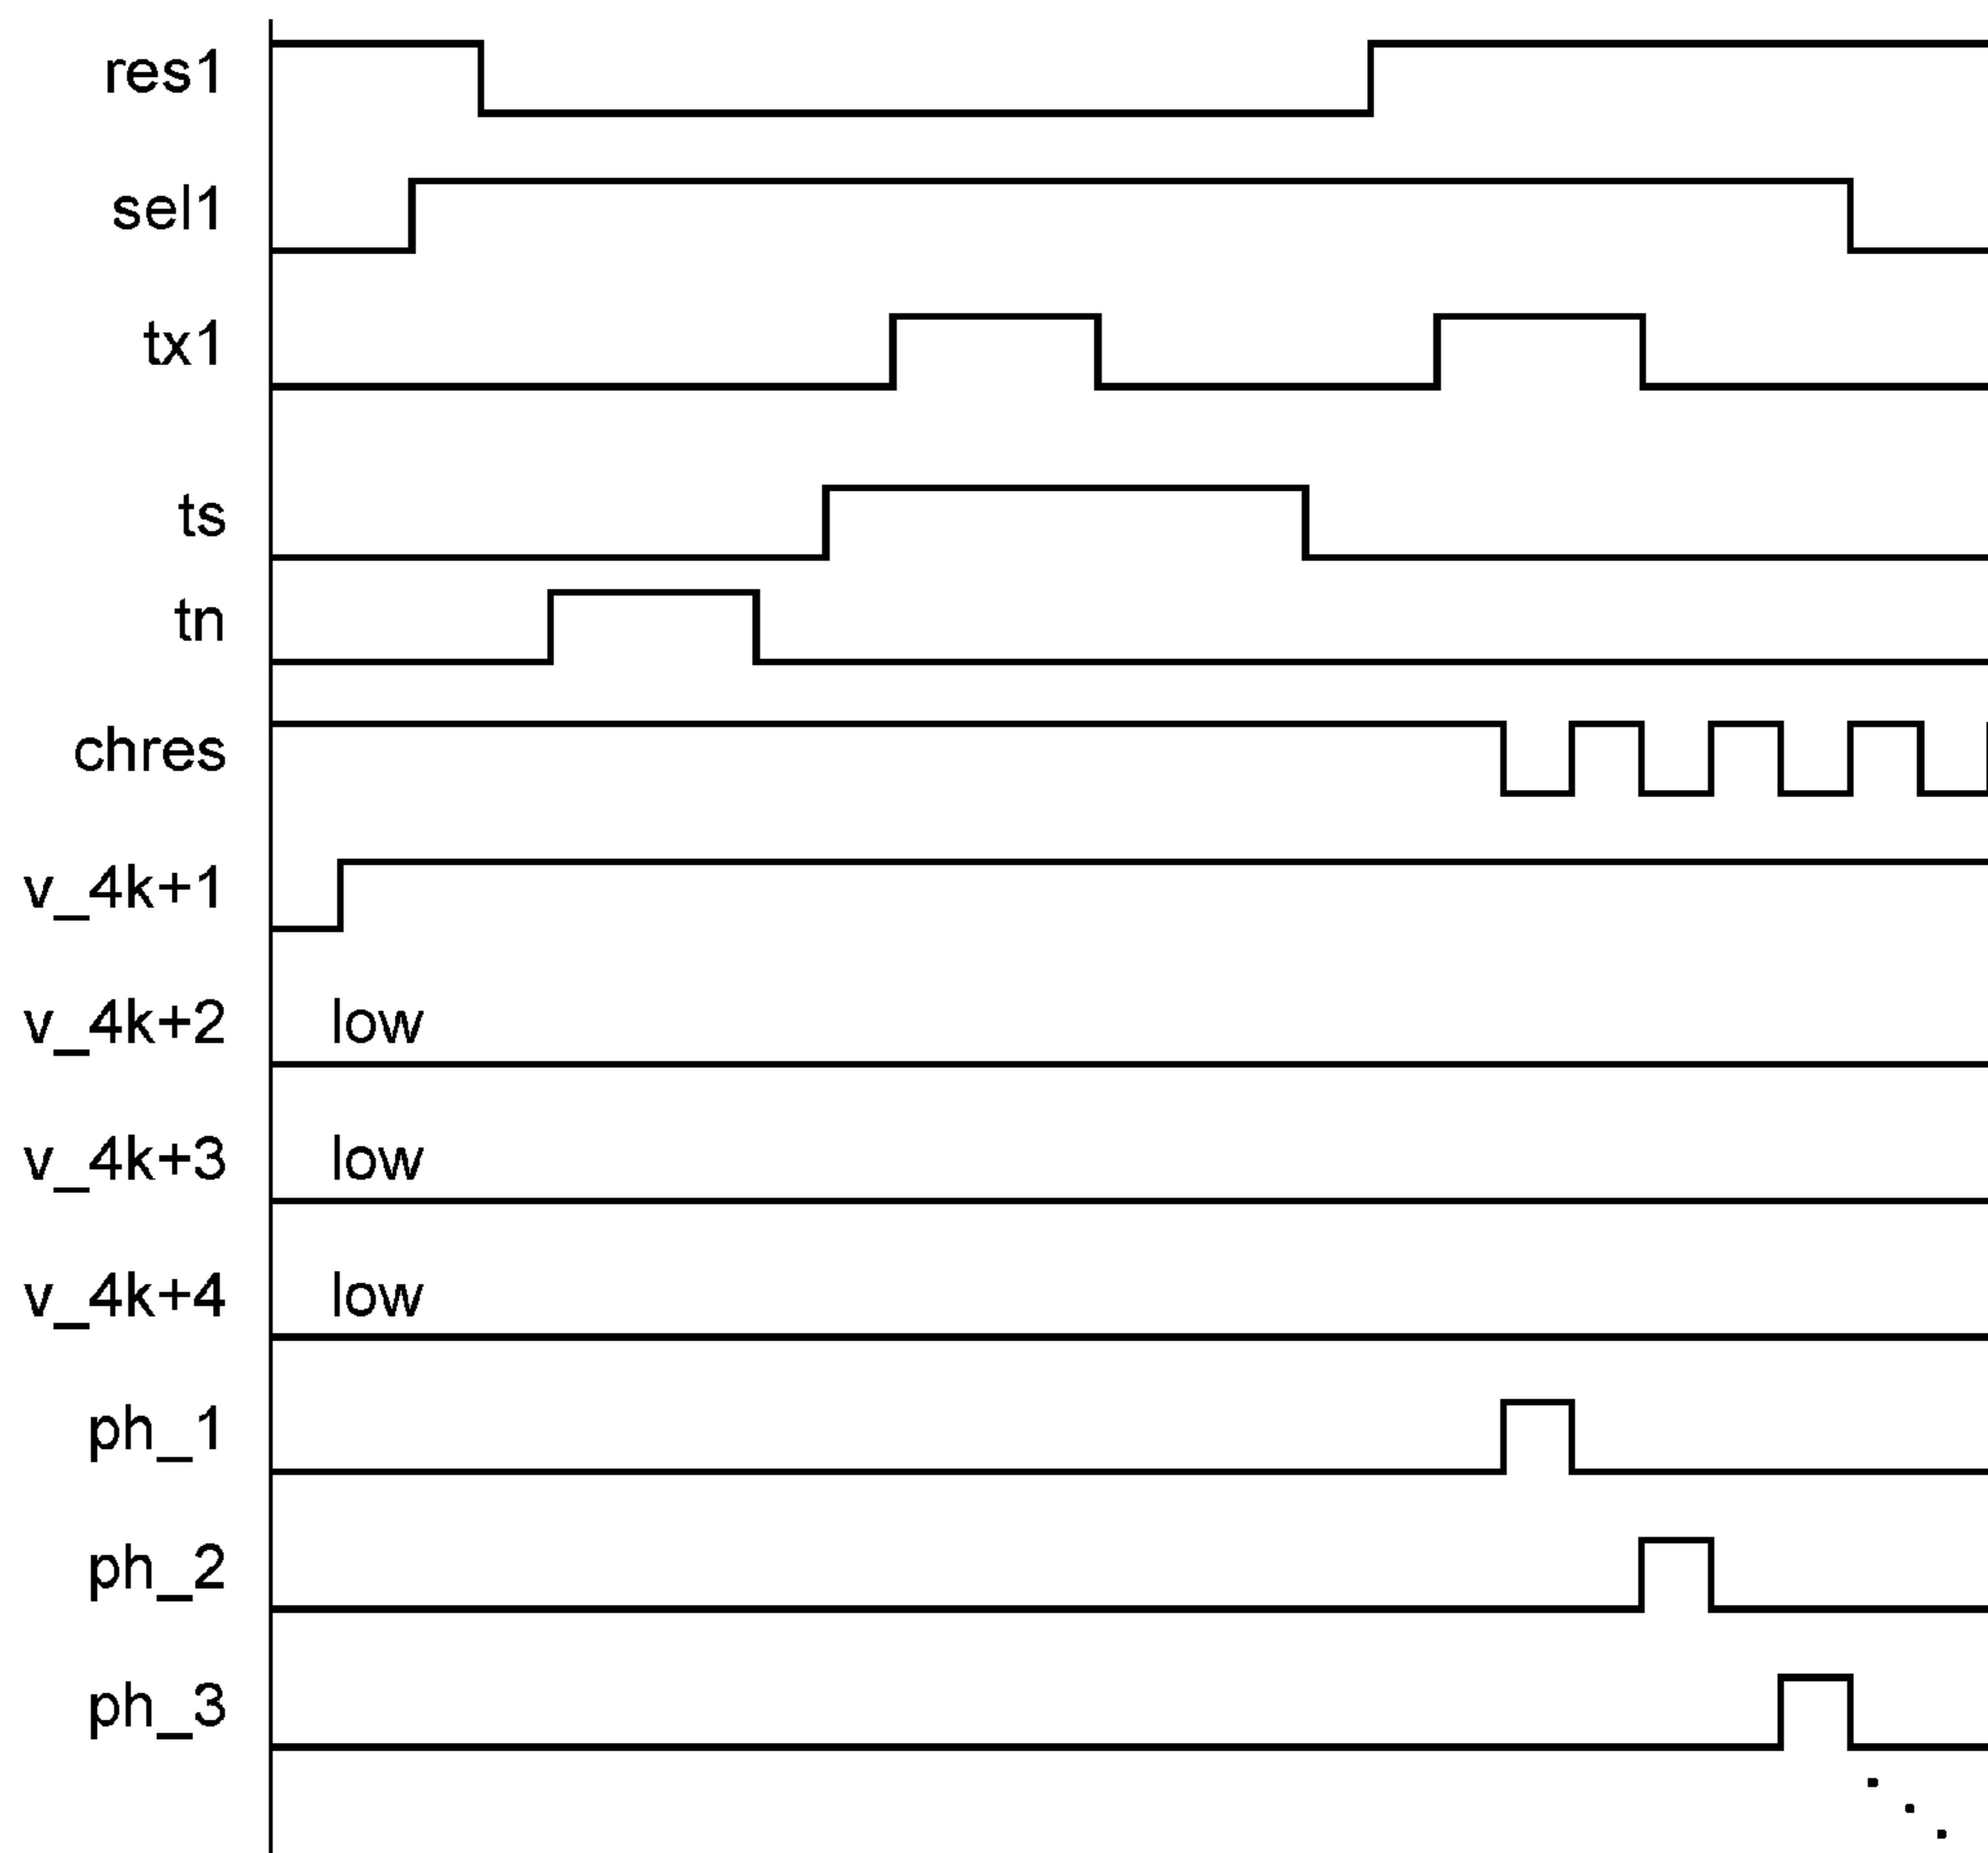 res1
sel1
tx1
ts
tn
chres
v_4k+1
v_4k+2 low
v_4k+3 low
v_4k+4 low
ph_1
ph_2
ph_3